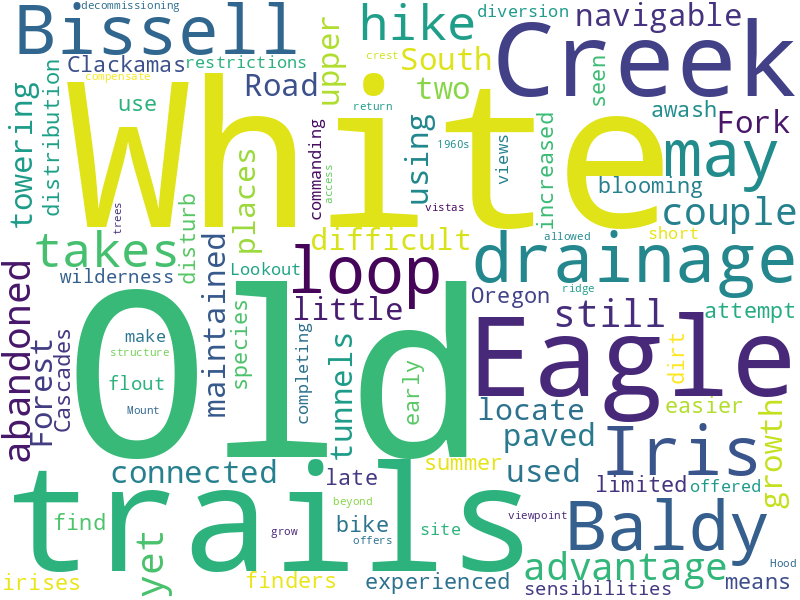 decommissioning
diversion
Bissell
hike
navigable
Creek
Clackamas
restrictions
crest
South
upper
compensate
Road
two
seen
towering
distribution
use
return
awash
Fork
White
using
1960s
views
may
increased
commanding
places
access
blooming
trees
vistas
couple
disturb
difficult
allowed
short
takes
maintained
drainage
wilderness
Lookout
loop
Oregon
ridge
abandoned
little
still
attempt
Forest
Cascades
make
species
completing
tunnels
Eagle
dirt
structure
flout
Old
early
easier
Mount
locate
growth
paved
Iris
connected
late
summer
used
limited
offered
trails
beyond
find
grow
bike
offers
site
viewpoint
Baldy
yet
advantage
Hood
irises
finders
experienced
sensibilities
means